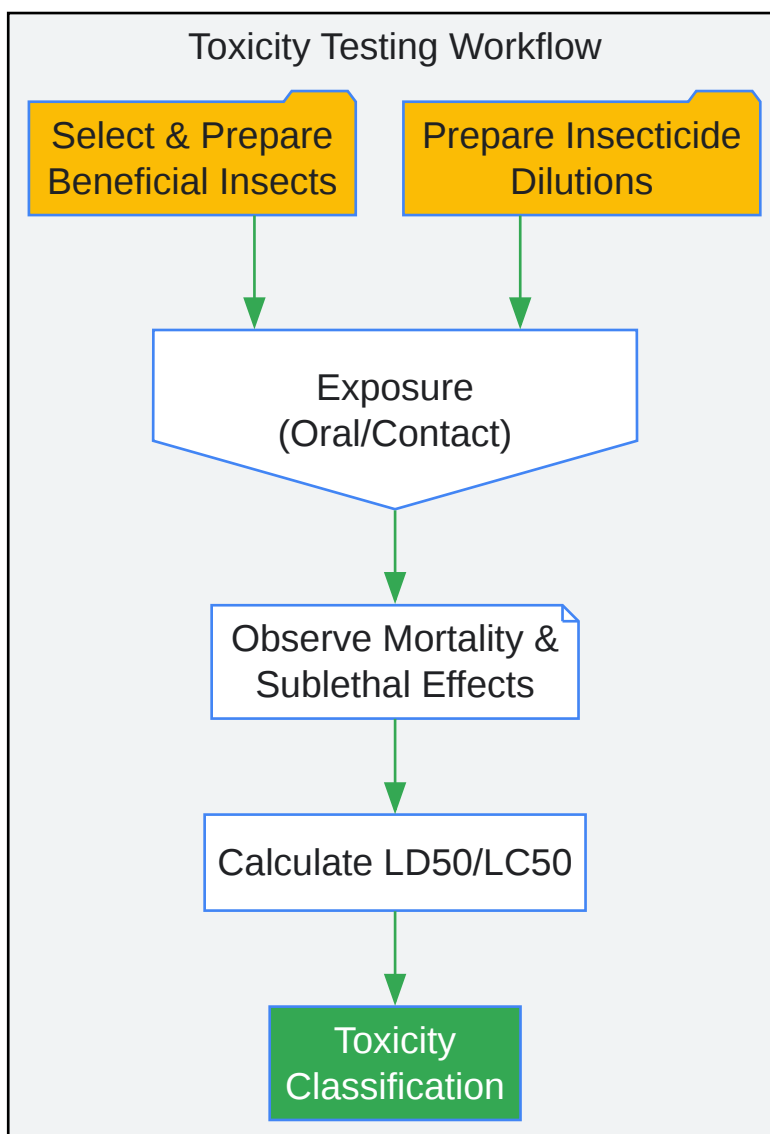 Toxicity Testing Workflow
Select & Prepare
Beneficial Insects
Prepare Insecticide
Dilutions
Exposure
(Oral/Contact)
Observe Mortality &
Sublethal Effects
Calculate LD50/LC50
Toxicity
Classification